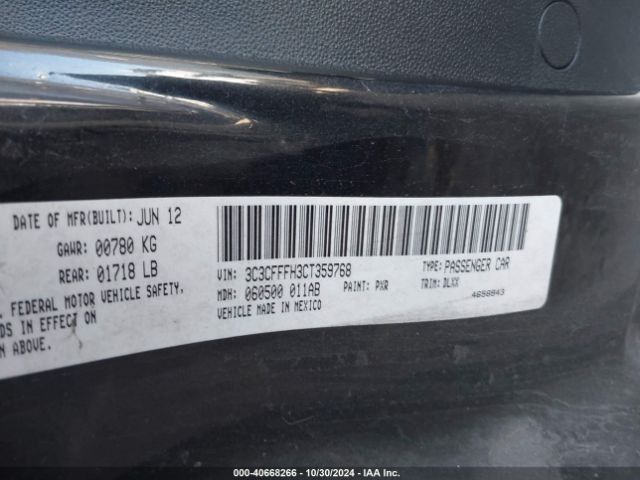 DATE OF MFR(BUILT): JUN 12
GAWR: 00780 KG
REAR: 01718 LB
FEDERAL MOTOR VEHICLE SAFETY,
DS IN EFFECT ON
N ABOVE.
VIN: 3C3CFFFH3CT359768
TYPE: PASSENGER CAR
MDH: 060500 011AB
PAINT: PXR
TRIM: DLXX
VEHICLE MADE IN MEXICO
4658843
000-40668266 - 10/30/2024 - IAA Inc.